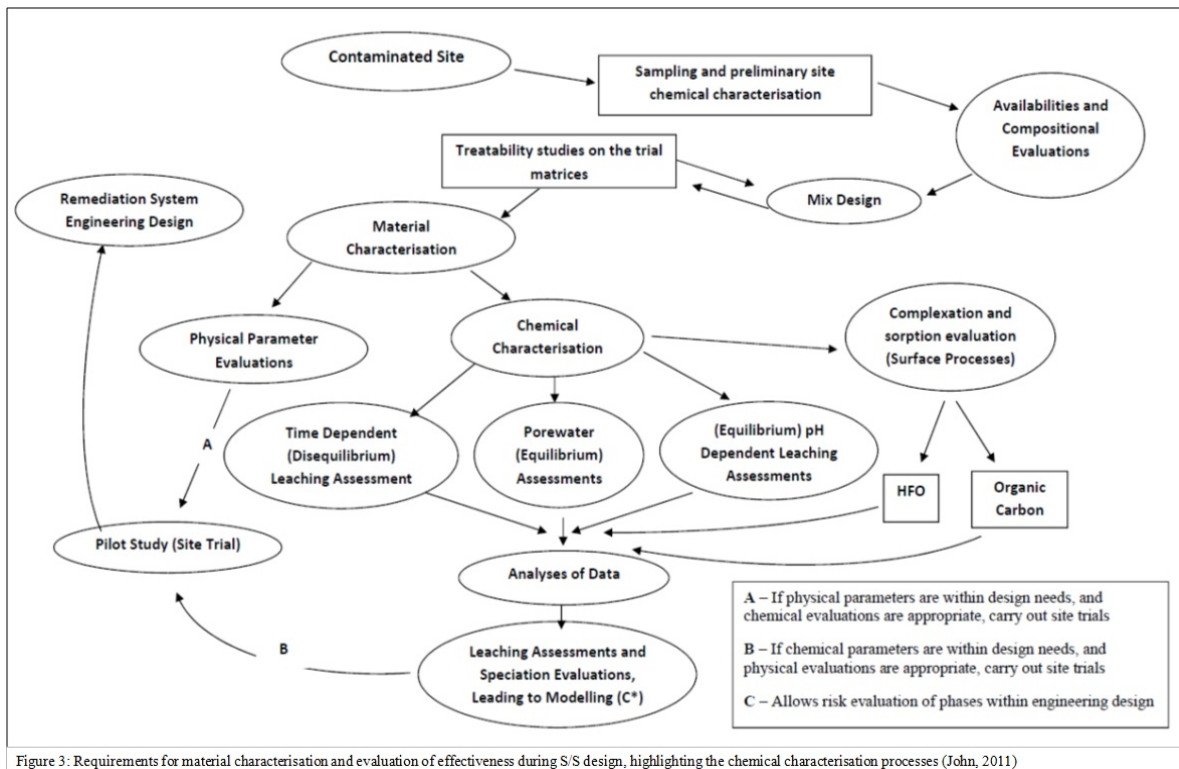 Contaminated Site
Sampling and preliminary site
chemical characterisation
Availabilities and
Compositional
Evaluations
Treatability studies on the trial
matrices
Mix Design
Remediation System
Engineering Design
Material
Characterisation
Physical Parameter
Evaluations
Chemical
Characterisation
Complexation and
sorption evaluation
(Surface Processes)
A
Time Dependent
(Disequilibrium)
Leaching Assessment
Porewater
(Equilibrium)
Assessments
(Equilibrium) pH
Dependent Leaching
Assessments
HFO
Organic
Carbon
Pilot Study (Site Trial)
Analyses of Data
B
Leaching Assessments and
Speciation Evaluations,
Leading to Modelling (C*)
A – If physical parameters are within design needs, and
chemical evaluations are appropriate, carry out site trials
B – If chemical parameters are within design needs, and
physical evaluations are appropriate, carry out site trials
C – Allows risk evaluation of phases within engineering design
Figure 3: Requirements for material characterisation and evaluation of effectiveness during S/S design, highlighting the chemical characterisation processes (John, 2011)